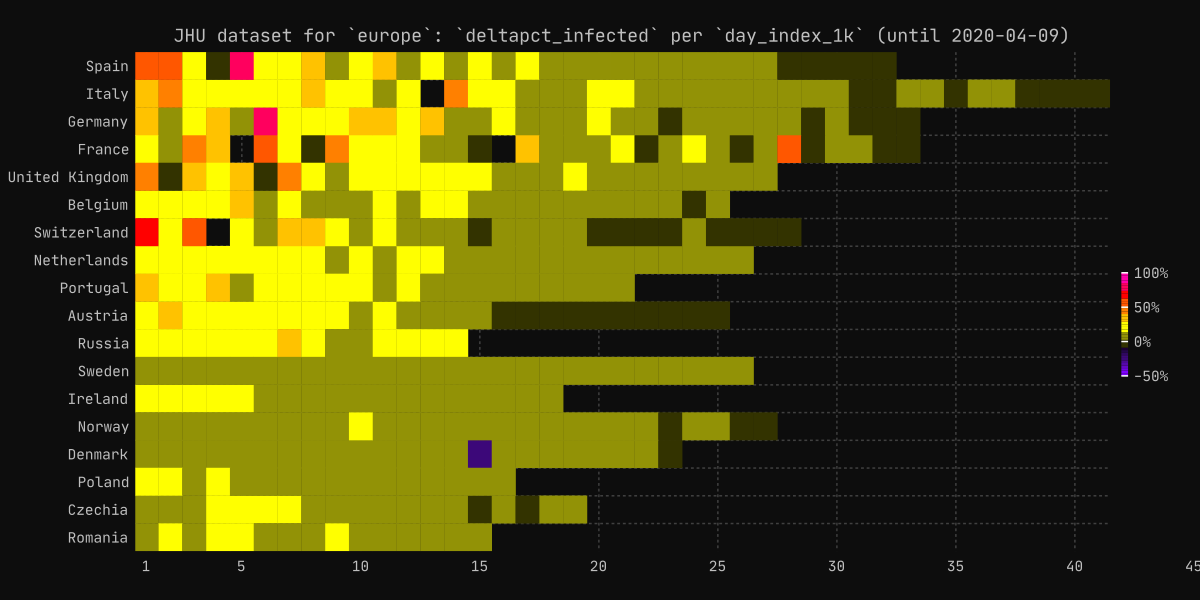 JHU dataset for `europe`: `deltapct_infected` per `day_index_1k` (until 2020-04-09)
Spain
Italy
Germany
France
United Kingdom
Belgium
Switzerland
Netherlands
Portugal
Austria
Russia
Sweden
Ireland
Norway
Denmark
Poland
Czechia
Romania
100%
50%
0%
-50%
1 5 10 15 20 25 30 35 40 45